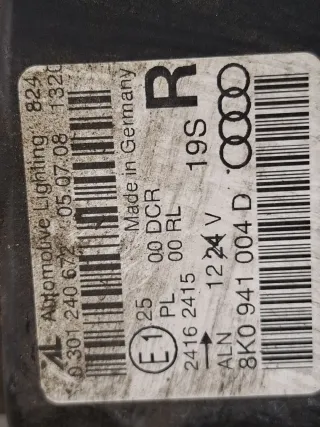 AL Automotive Lighting 824
0 301 240 672 05.07.08 1320
Made in Germany
R
E1 25 00 DCR
PL 00 RL
2416 2415
19S
→ 12 24 V
ALN
8K0 941 004 D